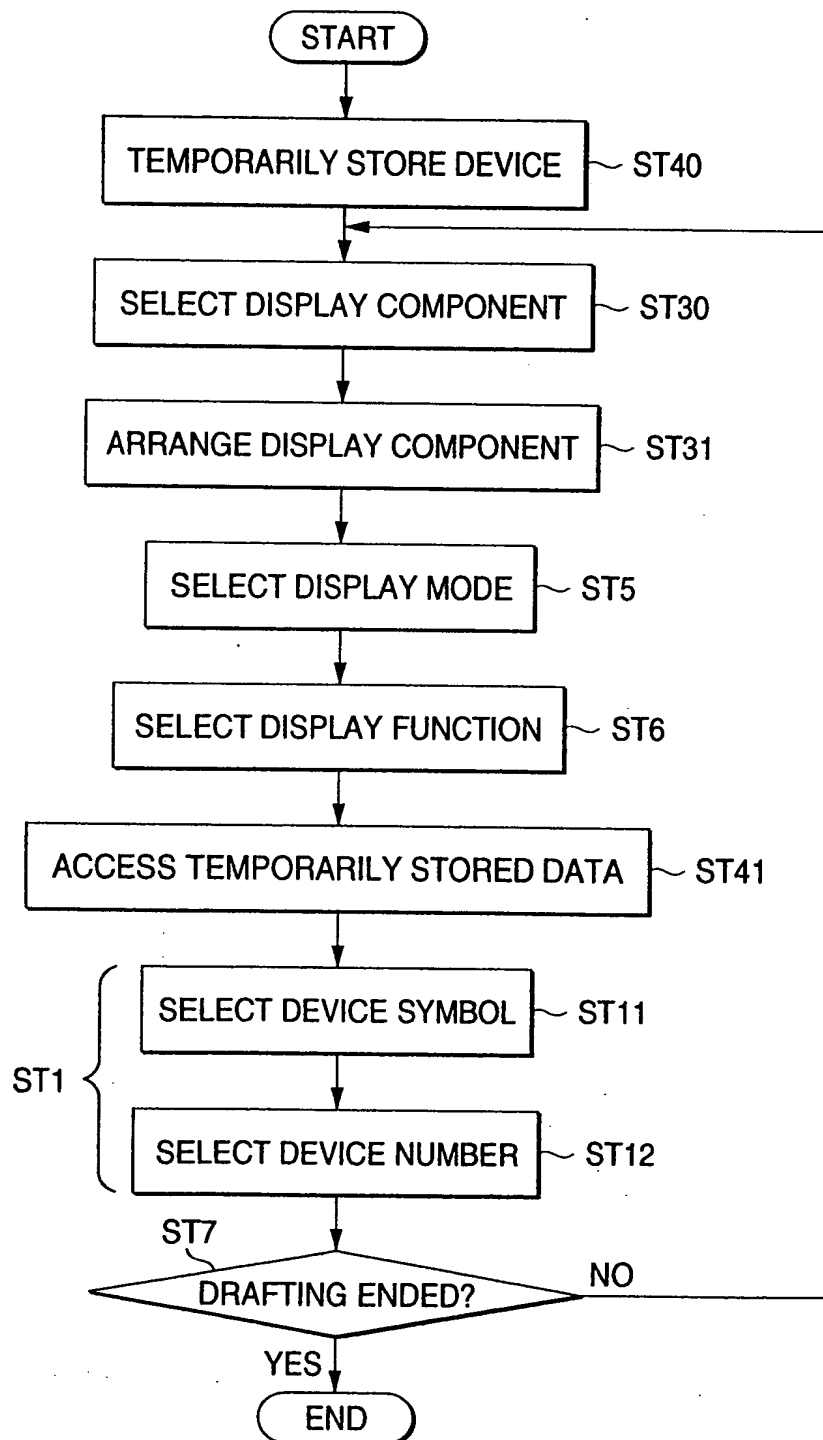 START
TEMPORARILY STORE DEVICE ST40
SELECT DISPLAY COMPONENT ST30
ARRANGE DISPLAY COMPONENT ST31
SELECT DISPLAY MODE ST5
SELECT DISPLAY FUNCTION ST6
ACCESS TEMPORARILY STORED DATA ST41
SELECT DEVICE SYMBOL ST11
ST1
SELECT DEVICE NUMBER ST12
ST7
DRAFTING ENDED? NO
YES
END